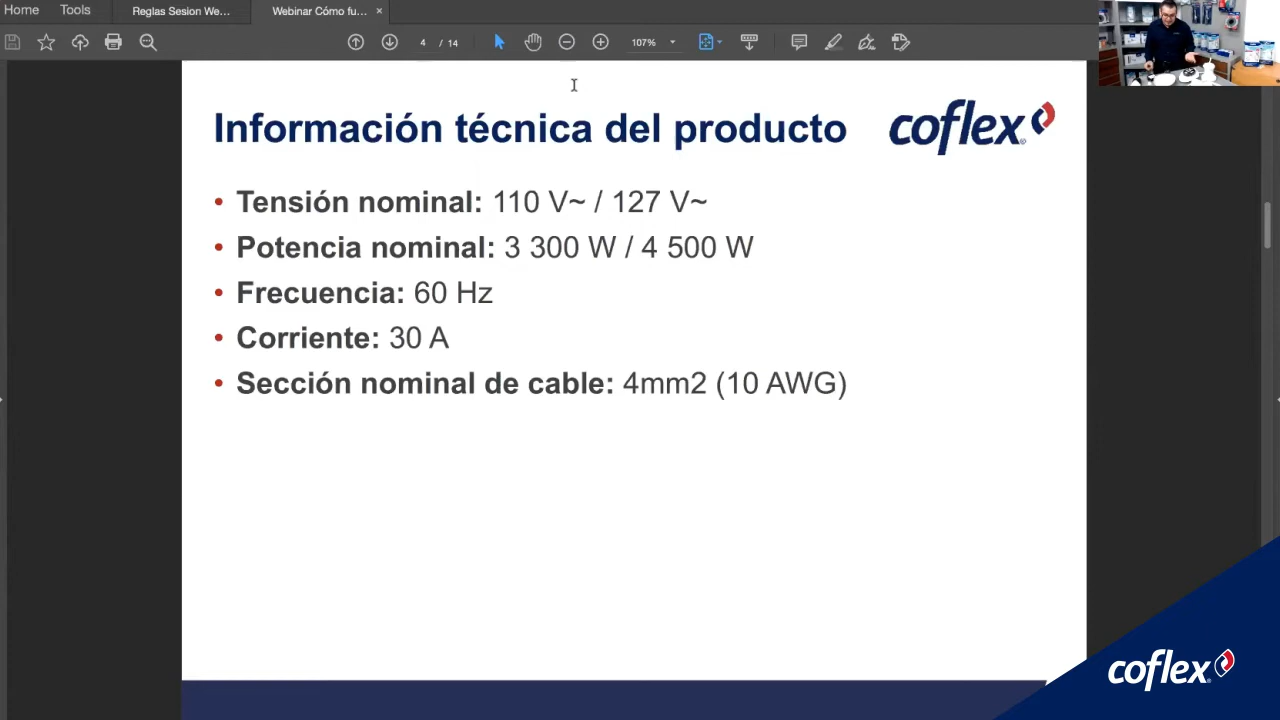 Home
Tools
Reglas Sesion We...
Webinar Cómo fu...
×
4 / 14
107%
Información técnica del producto
coflex®
• Tensión nominal: 110 V~ / 127 V~
• Potencia nominal: 3 300 W / 4 500 W
• Frecuencia: 60 Hz
• Corriente: 30 A
• Sección nominal de cable: 4mm2 (10 AWG)
coflex®